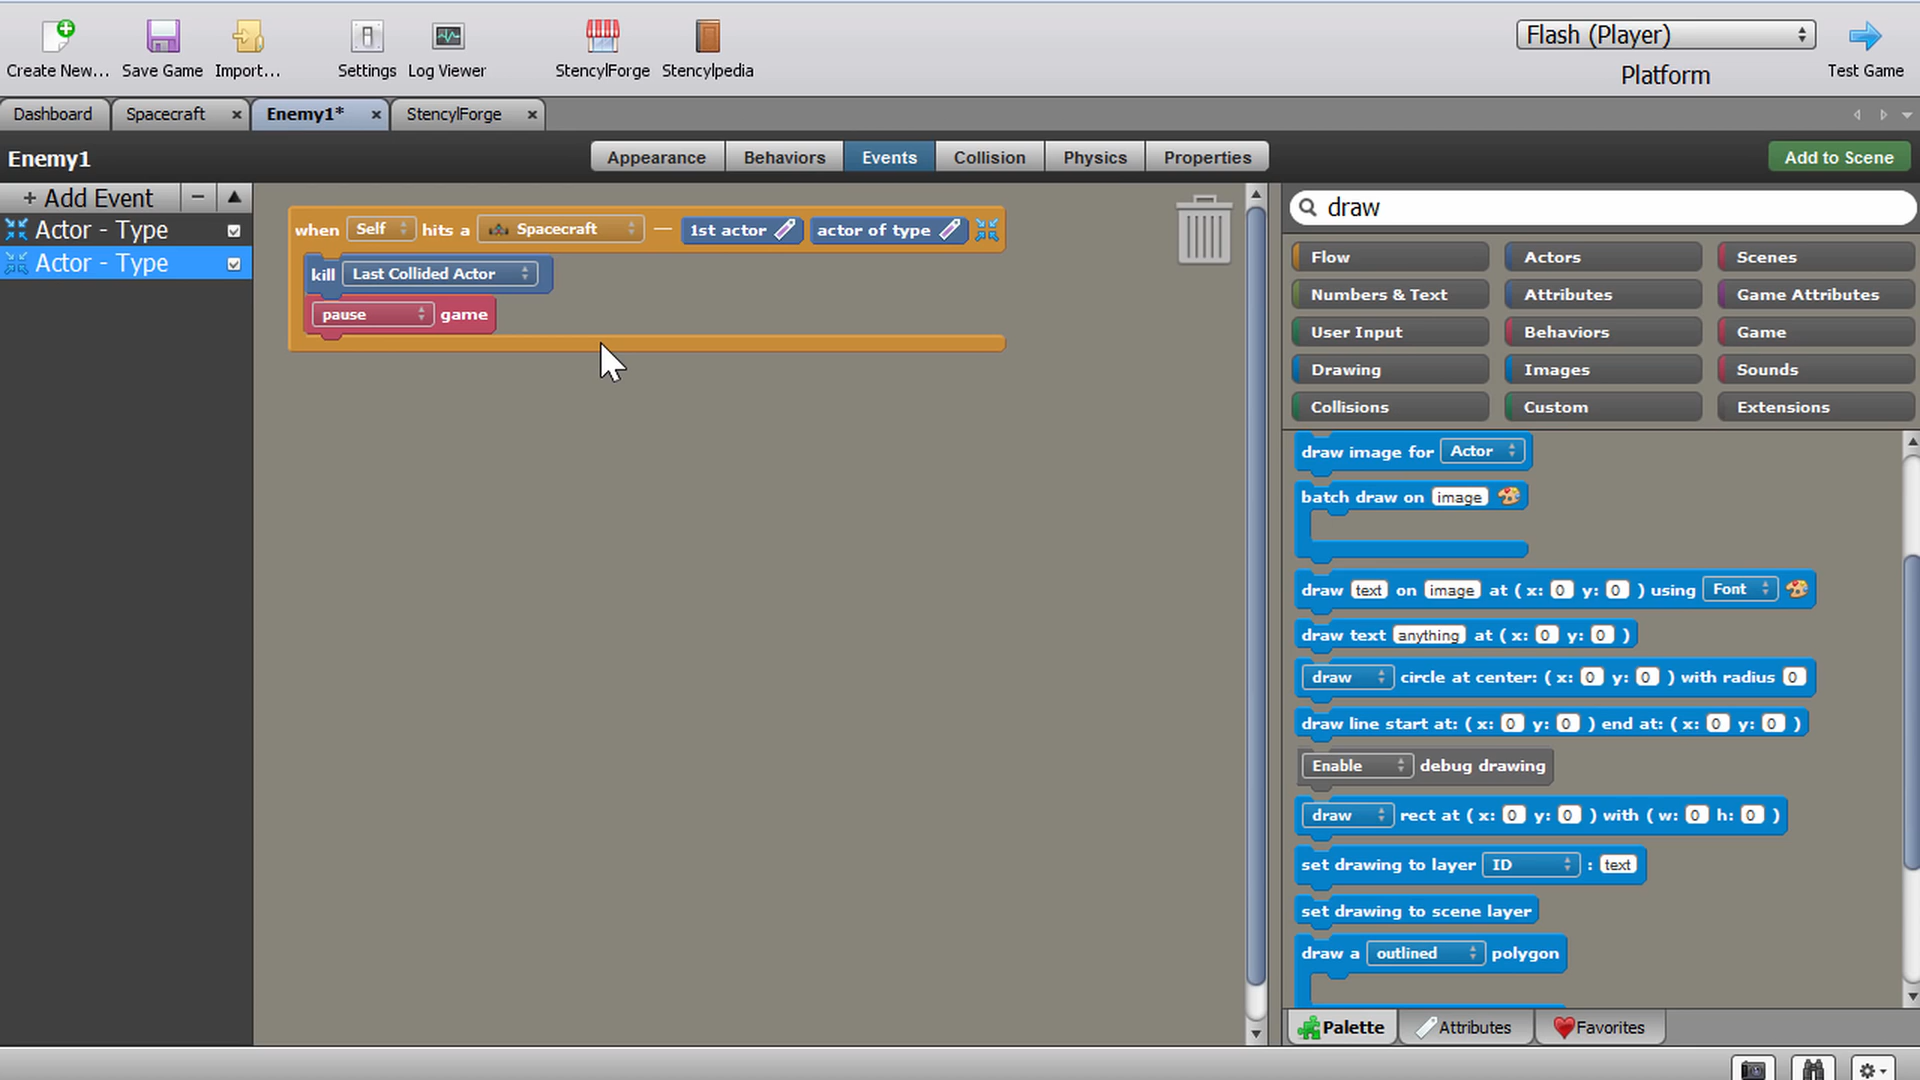 Create New... Save Game Import... Settings Log Viewer StencylForge Stencylpedia Flash (Player) Test Game
Platform
Dashboard Spacecraft × Enemy1* × StencylForge ×
Enemy1 Appearance Behaviors Events Collision Physics Properties Add to Scene
+ Add Event
Actor - Type
Actor - Type
when Self hits a Spacecraft — 1st actor actor of type
kill Last Collided Actor
pause game
draw
Flow Actors Scenes
Numbers & Text Attributes Game Attributes
User Input Behaviors Game
Drawing Images Sounds
Collisions Custom Extensions
draw image for Actor
batch draw on image
draw text on image at ( x: 0 y: 0 ) using Font
draw text anything at ( x: 0 y: 0 )
draw circle at center: ( x: 0 y: 0 ) with radius 0
draw line start at: ( x: 0 y: 0 ) end at: ( x: 0 y: 0 )
Enable debug drawing
draw rect at ( x: 0 y: 0 ) with ( w: 0 h: 0 )
set drawing to layer ID : text
set drawing to scene layer
draw a outlined polygon
Palette Attributes Favorites